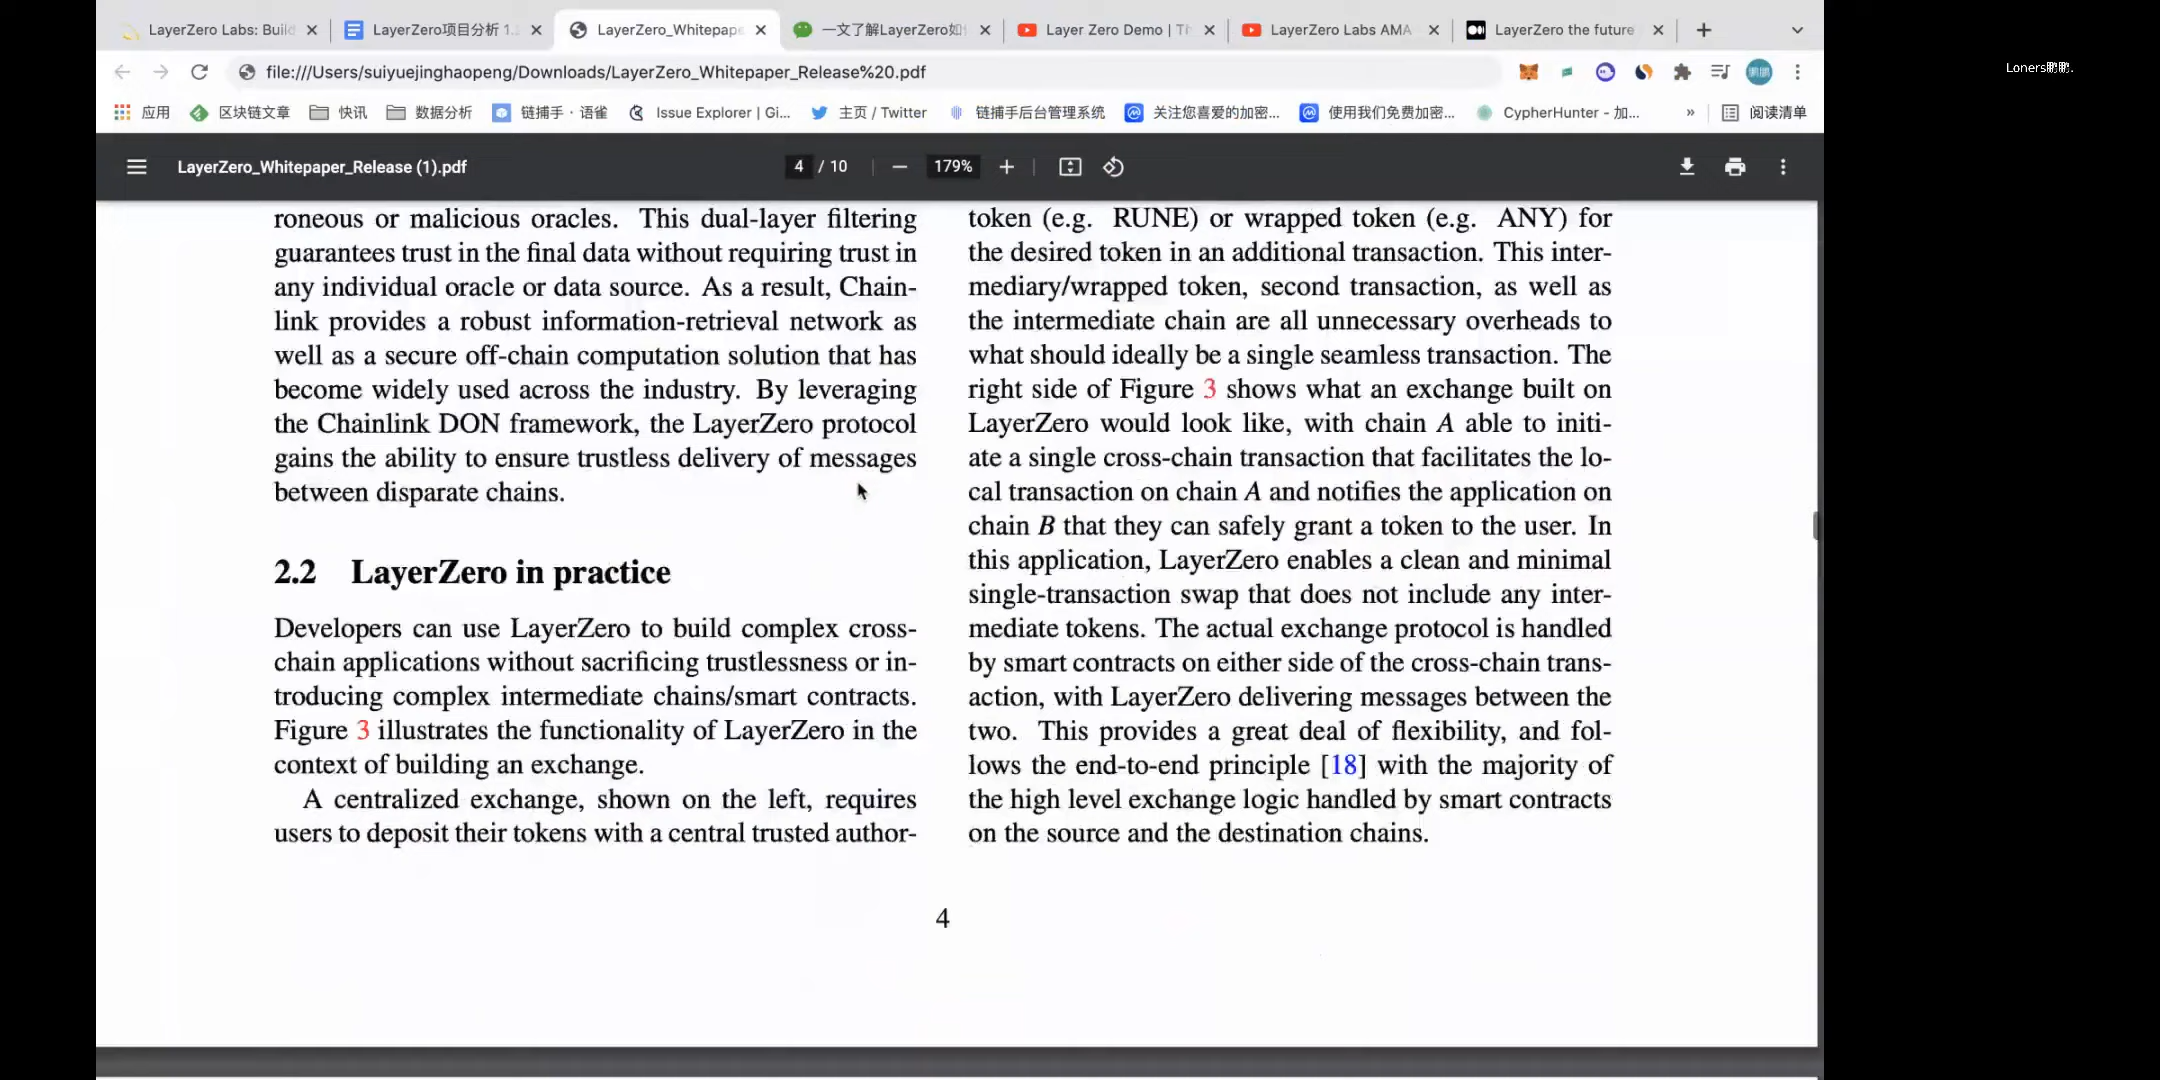 LayerZero Labs: Build
LayerZero项目分析 1.
LayerZero_Whitepape
一文了解LayerZero如
Layer Zero Demo | Th
LayerZero Labs AMA
LayerZero the future
file:///Users/suiyuejinghaopeng/Downloads/LayerZero_Whitepaper_Release%20.pdf
应用
区块链文章
快讯
数据分析
链捕手 · 语雀
Issue Explorer | Gi...
主页 / Twitter
链捕手后台管理系统
关注您喜爱的加密...
使用我们免费加密...
CypherHunter - 加...
»
阅读清单
LayerZero_Whitepaper_Release (1).pdf
4 / 10
179%
roneous or malicious oracles. This dual-layer filtering
guarantees trust in the final data without requiring trust in
any individual oracle or data source. As a result, Chain-
link provides a robust information-retrieval network as
well as a secure off-chain computation solution that has
become widely used across the industry. By leveraging
the Chainlink DON framework, the LayerZero protocol
gains the ability to ensure trustless delivery of messages
between disparate chains.
2.2 LayerZero in practice
Developers can use LayerZero to build complex cross-
chain applications without sacrificing trustlessness or in-
troducing complex intermediate chains/smart contracts.
Figure 3 illustrates the functionality of LayerZero in the
context of building an exchange.
A centralized exchange, shown on the left, requires
users to deposit their tokens with a central trusted author-
token (e.g. RUNE) or wrapped token (e.g. ANY) for
the desired token in an additional transaction. This inter-
mediary/wrapped token, second transaction, as well as
the intermediate chain are all unnecessary overheads to
what should ideally be a single seamless transaction. The
right side of Figure 3 shows what an exchange built on
LayerZero would look like, with chain A able to initi-
ate a single cross-chain transaction that facilitates the lo-
cal transaction on chain A and notifies the application on
chain B that they can safely grant a token to the user. In
this application, LayerZero enables a clean and minimal
single-transaction swap that does not include any inter-
mediate tokens. The actual exchange protocol is handled
by smart contracts on either side of the cross-chain trans-
action, with LayerZero delivering messages between the
two. This provides a great deal of flexibility, and fol-
lows the end-to-end principle [18] with the majority of
the high level exchange logic handled by smart contracts
on the source and the destination chains.
4
Loners鹏鹏.